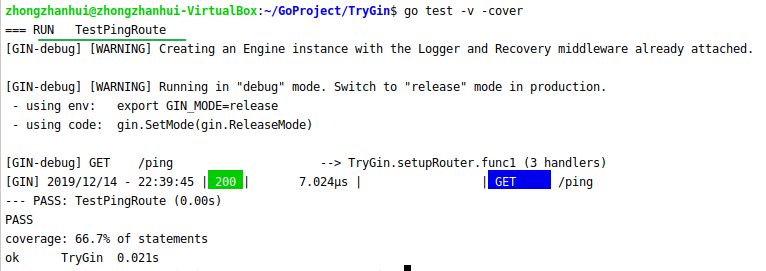 zhongzhanhui@zhongzhanhui-VirtualBox:~/GoProject/TryGin$ go test -v -cover
=== RUN   TestPingRoute
[GIN-debug] [WARNING] Creating an Engine instance with the Logger and Recovery middleware already attached.
[GIN-debug] [WARNING] Running in "debug" mode. Switch to "release" mode in production.
 - using env:   export GIN_MODE=release
 - using code:  gin.SetMode(gin.ReleaseMode)
[GIN-debug] GET    /ping                     --> TryGin.setupRouter.func1 (3 handlers)
[GIN] 2019/12/14 - 22:39:45 | 200 |       7.024µs |                 | GET      /ping
--- PASS: TestPingRoute (0.00s)
PASS
coverage: 66.7% of statements
ok      TryGin  0.021s